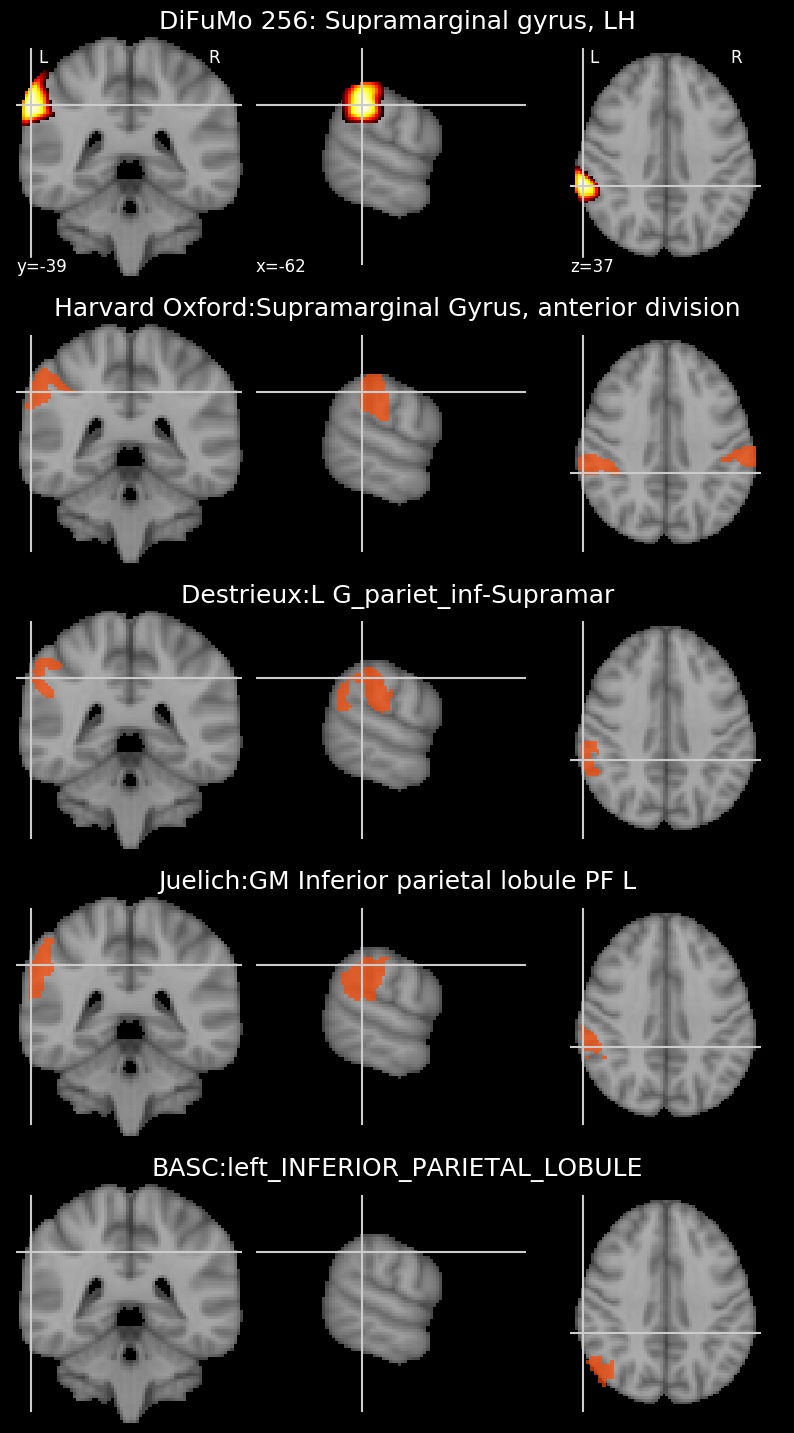 DiFuMo 256: Supramarginal gyrus, LH
L R L R
y=-39 x=-62 z=37
Harvard Oxford:Supramarginal Gyrus, anterior division
Destrieux:L G_pariet_inf-Supramar
Juelich:GM Inferior parietal lobule PF L
BASC:left_INFERIOR_PARIETAL_LOBULE